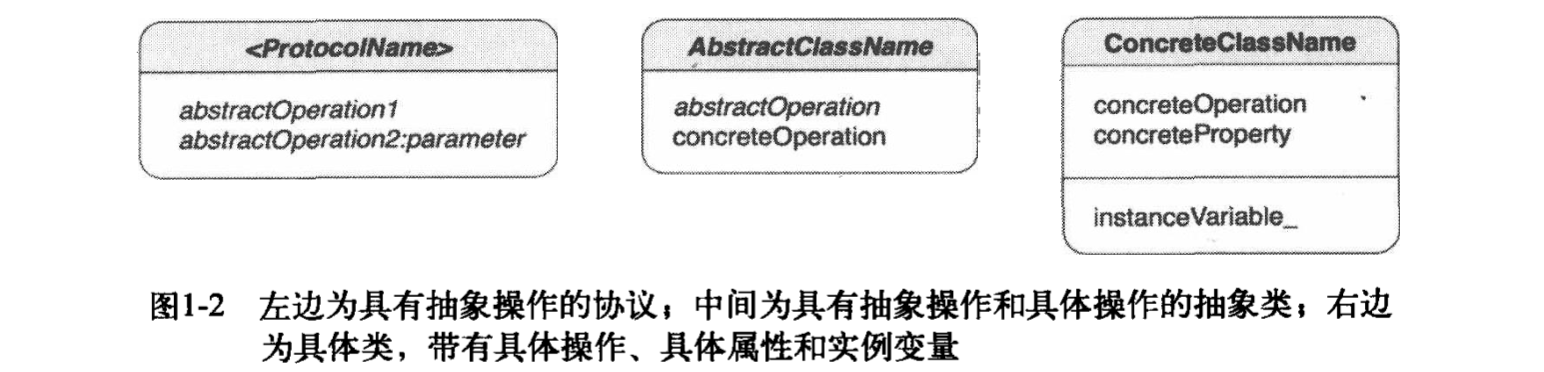 <ProtocolName>
abstractOperation1
abstractOperation2:parameter
AbstractClassName
abstractOperation
concreteOperation
ConcreteClassName
concreteOperation
concreteProperty
instanceVariable_
图1-2 左边为具有抽象操作的协议；中间为具有抽象操作和具体操作的抽象类；右边
为具体类，带有具体操作、具体属性和实例变量